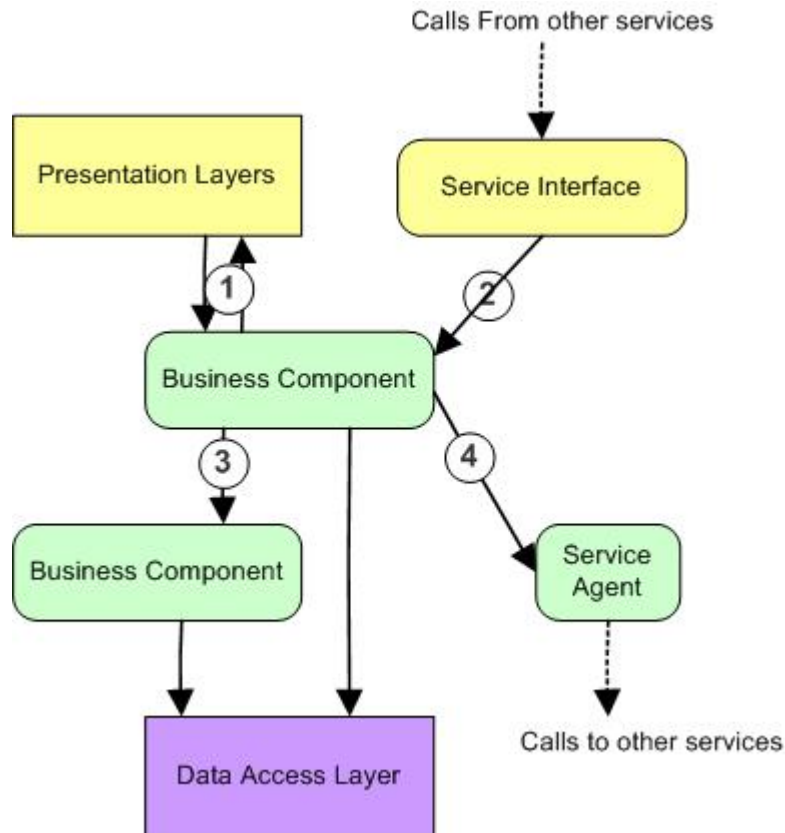 Calls From other services
Presentation Layers
Service Interface
1
2
Business Component
3
4
Business Component
Service
Agent
Calls to other services
Data Access Layer